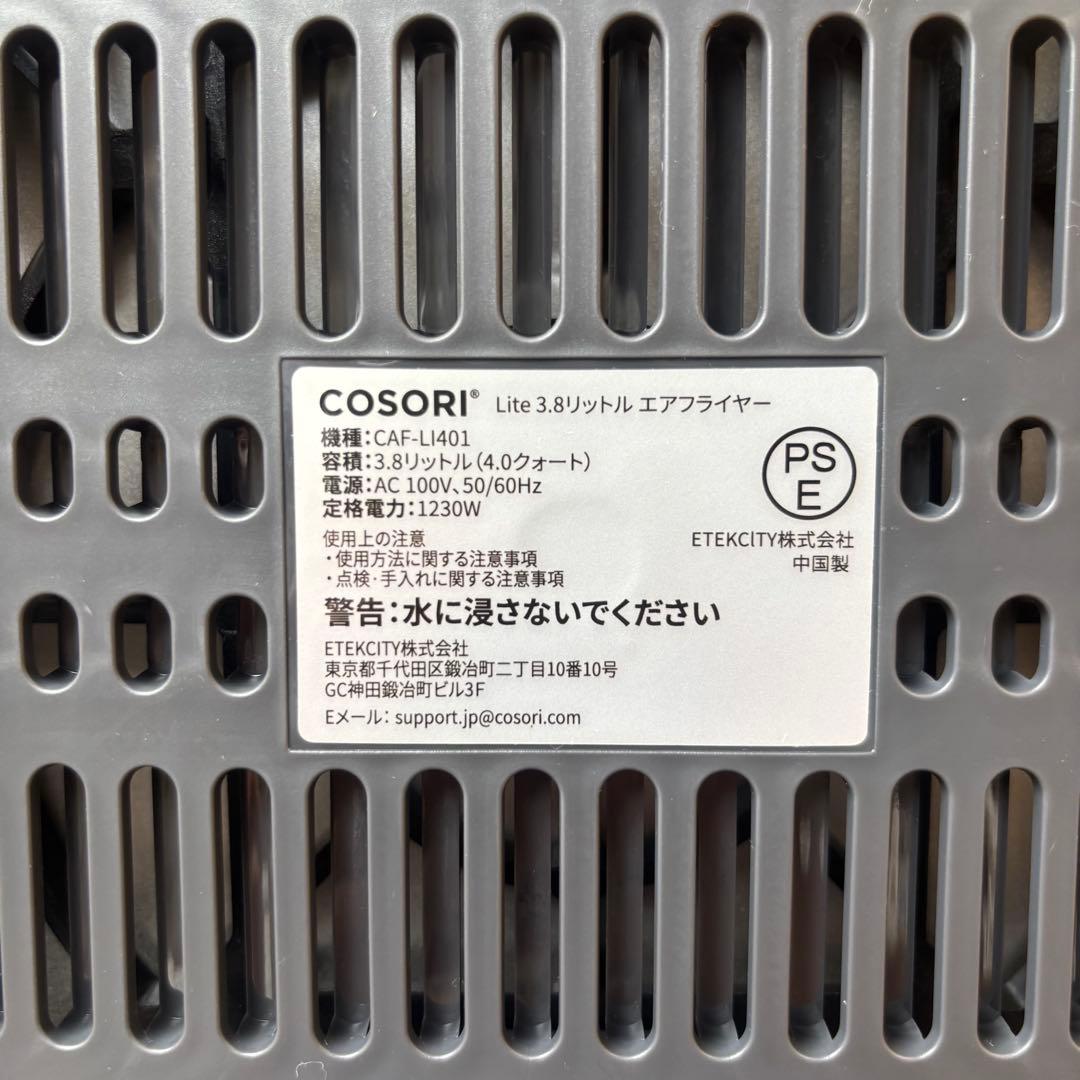 COSORI® Lite 3.8リットル エアフライヤー
機種：CAF-LI401
容積：3.8リットル（4.0クォート）
電源：AC 100V、50/60Hz
定格電力：1230W
PS
E
ETEKCITY株式会社
中国製
使用上の注意
・使用方法に関する注意事項
・点検・手入れに関する注意事項
警告：水に浸さないでください
ETEKCITY株式会社
東京都千代田区鍛冶町二丁目10番10号
GC神田鍛冶町ビル3F
Eメール： support.jp@cosori.com